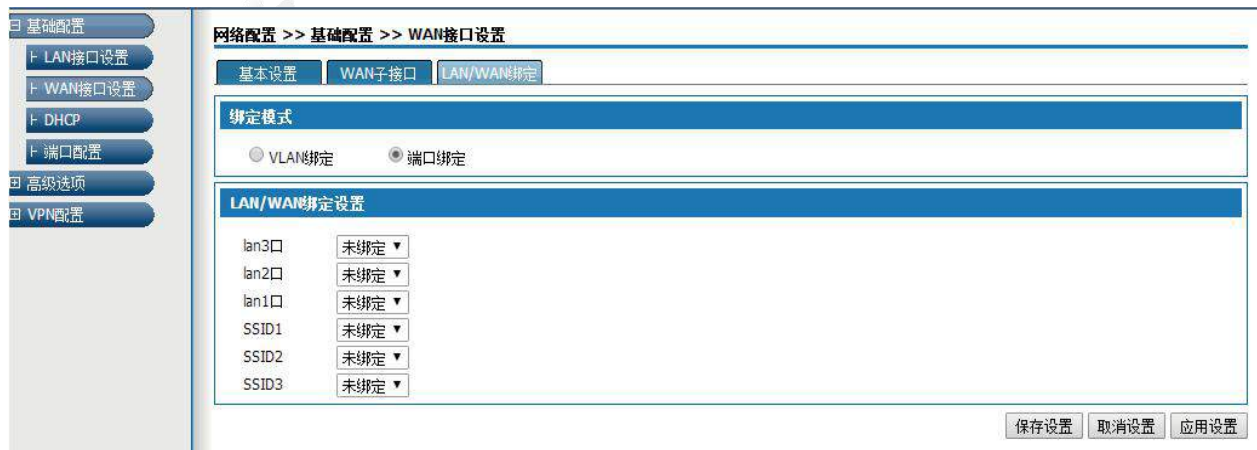 基础配置
LAN接口设置
WAN接口设置
DHCP
端口配置
高级选项
VPN配置
网络配置 >> 基础配置 >> WAN接口设置
基本设置 WAN子接口 LAN/WAN绑定
绑定模式
VLAN绑定 端口绑定
LAN/WAN绑定设置
lan3口 未绑定
lan2口 未绑定
lan1口 未绑定
SSID1 未绑定
SSID2 未绑定
SSID3 未绑定
保存设置 取消设置 应用设置